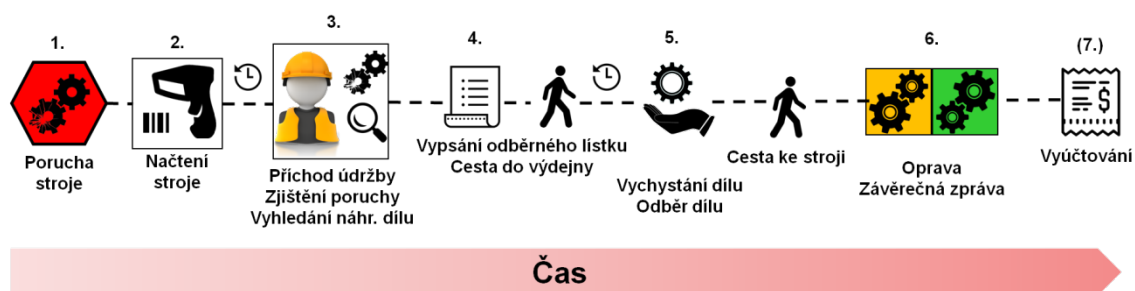 1.
Porucha
stroje
2.
Načtení
stroje
3.
Příchod údržby
Zjištění poruchy
Vyhledání náhr. dílu
4.
Vypsání odběrného lístku
Cesta do výdejny
5.
Vychystání dílu
Odběr dílu
Cesta ke stroji
6.
Oprava
Závěrečná zpráva
(7.)
$
Vyúčtování
Čas